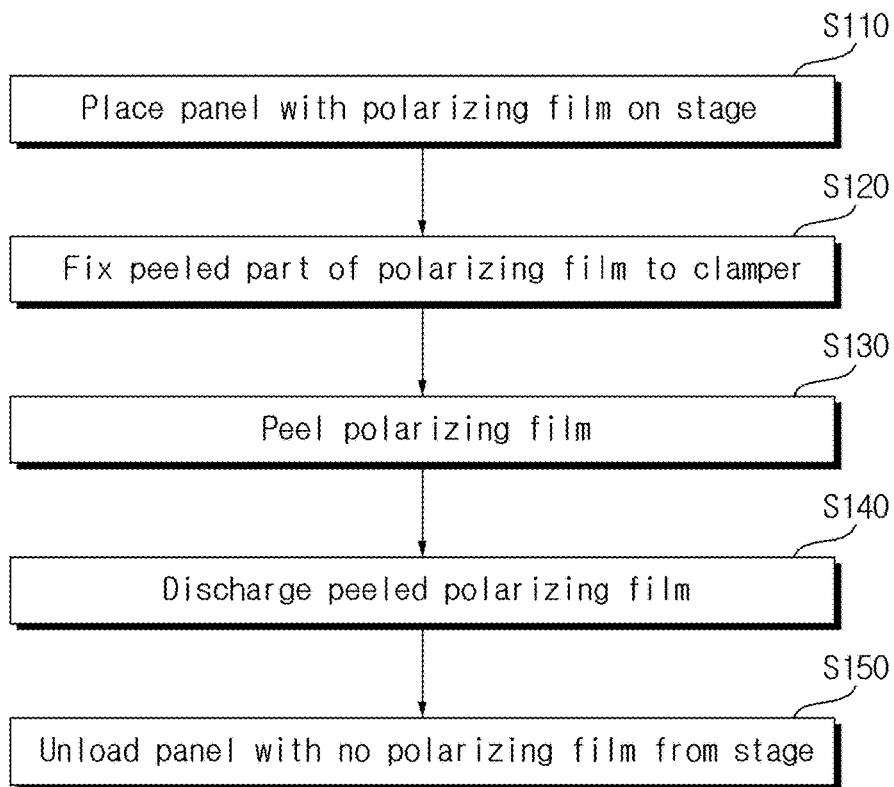 S110
Place panel with polarizing film on stage
S120
Fix peeled part of polarizing film to clamper
S130
Peel polarizing film
S140
Discharge peeled polarizing film
S150
Unload panel with no polarizing film from stage